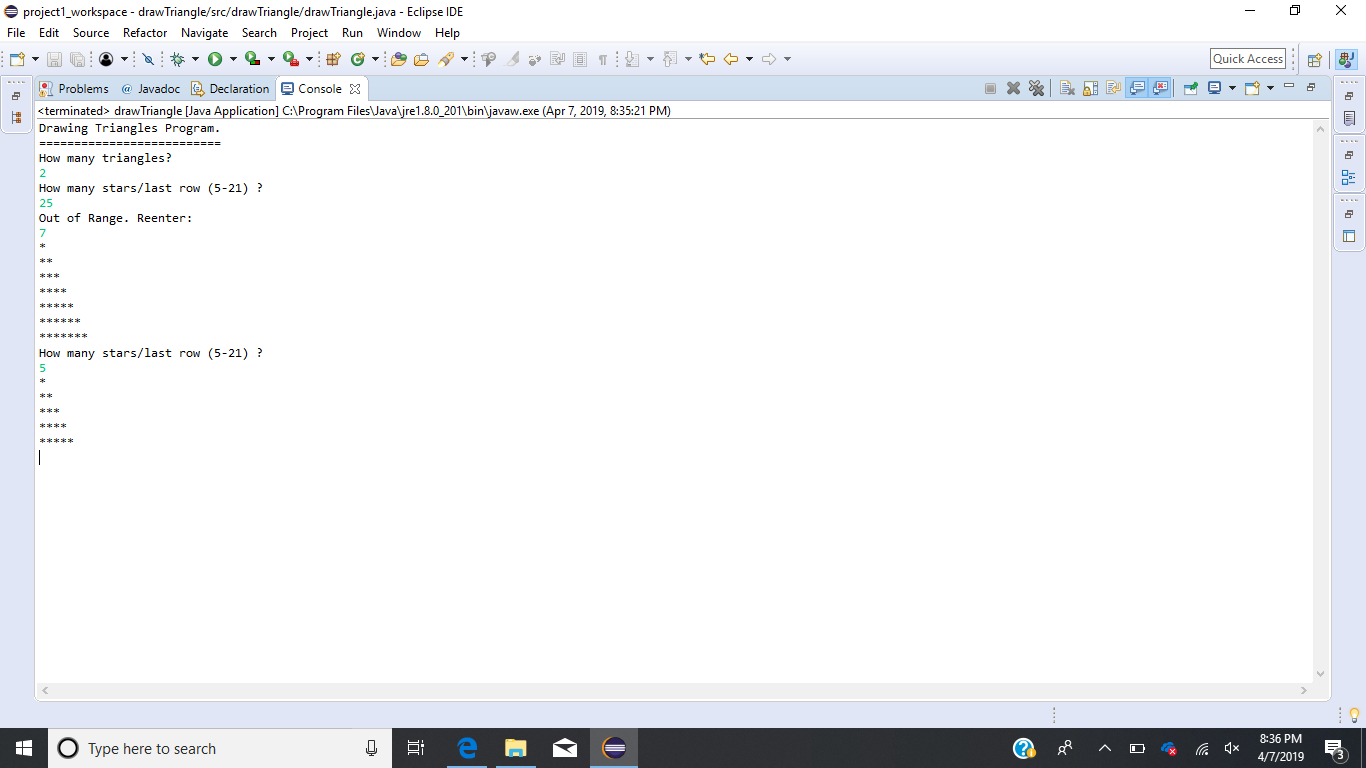 project1_workspace - drawTriangle/src/drawTriangle/drawTriangle.java - Eclipse IDE
File Edit Source Refactor Navigate Search Project Run Window Help
Quick Access
Problems @ Javadoc Declaration Console
<terminated> drawTriangle [Java Application] C:\Program Files\Java\jre1.8.0_201\bin\javaw.exe (Apr 7, 2019, 8:35:21 PM)
Drawing Triangles Program.
==========================
How many triangles?
2
How many stars/last row (5-21) ?
25
Out of Range. Reenter:
7
*
**
***
****
*****
******
*******
How many stars/last row (5-21) ?
5
*
**
***
****
*****
Type here to search
8:36 PM
4/7/2019
3